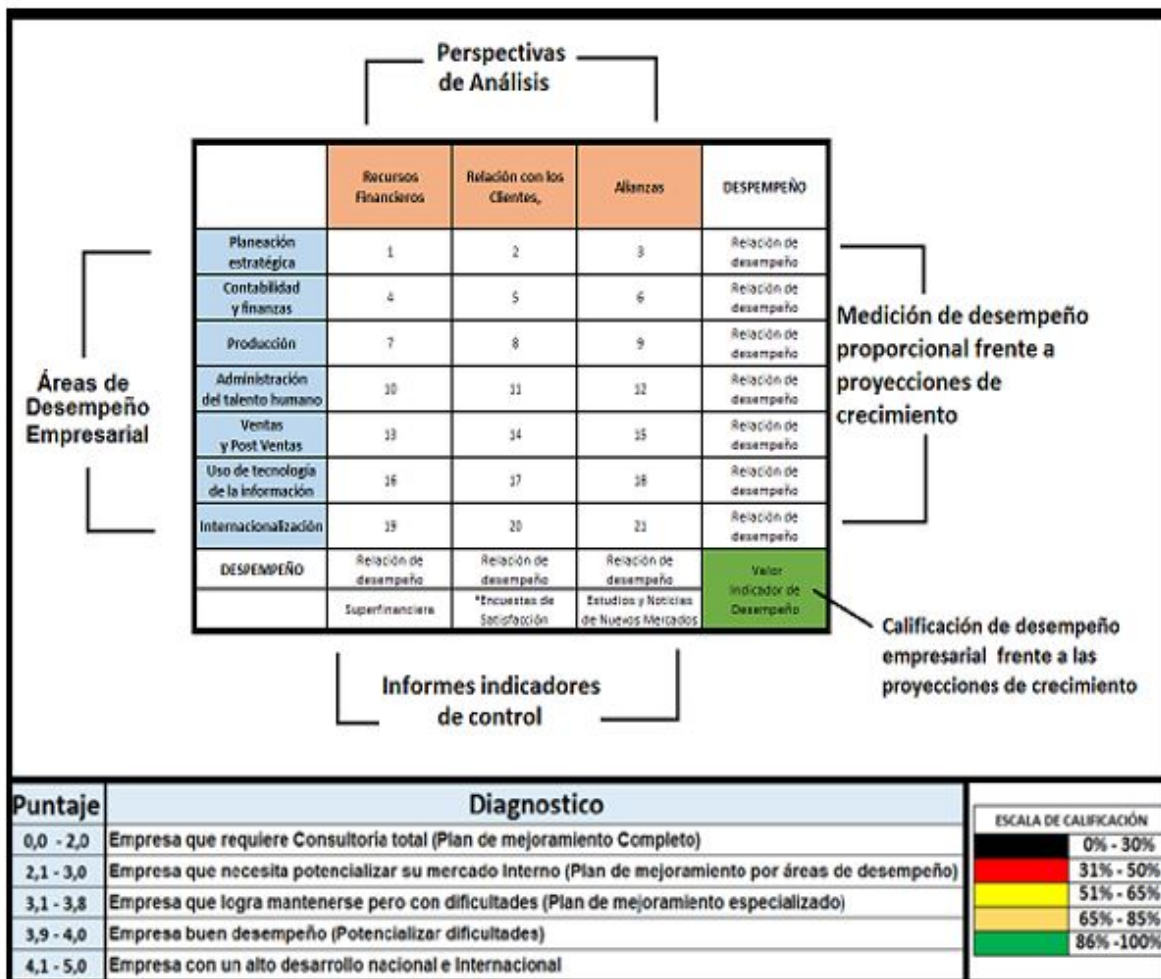 Perspectivas
de Análisis
Recursos
Financieros
Relación con los
Clientes,
Alianzas
DESPEMPEÑO
Planeación
estratégica
1
2
3
Relación de
desempeño
Contabilidad
y finanzas
4
5
6
Relación de
desempeño
Producción
7
8
9
Relación de
desempeño
Administración
del talento humano
10
11
12
Relación de
desempeño
Ventas
y Post Ventas
13
14
15
Relación de
desempeño
Uso de tecnología
de la información
16
17
18
Relación de
desempeño
Internacionalización
19
20
21
Relación de
desempeño
DESPEMPEÑO
Relación de
desempeño
Relación de
desempeño
Relación de
desempeño
Valor
Indicador de
Desempeño
Superfinanciera
*Encuestas de
Satisfacción
Estudios y Noticias
de Nuevos Mercados
Áreas de
Desempeño
Empresarial
Medición de desempeño
proporcional frente a
proyecciones de
crecimiento
Calificación de desempeño
empresarial frente a las
proyecciones de crecimiento
Informes indicadores
de control
Puntaje
Diagnostico
0,0 - 2,0 Empresa que requiere Consultoría total (Plan de mejoramiento Completo)
2,1 - 3,0 Empresa que necesita potencializar su mercado Interno (Plan de mejoramiento por áreas de desempeño)
3,1 - 3,8 Empresa que logra mantenerse pero con dificultades (Plan de mejoramiento especializado)
3,9 - 4,0 Empresa buen desempeño (Potencializar dificultades)
4,1 - 5,0 Empresa con un alto desarrollo nacional e Internacional
ESCALA DE CALIFICACIÓN
0% - 30%
31% - 50%
51% - 65%
65% - 85%
86% -100%